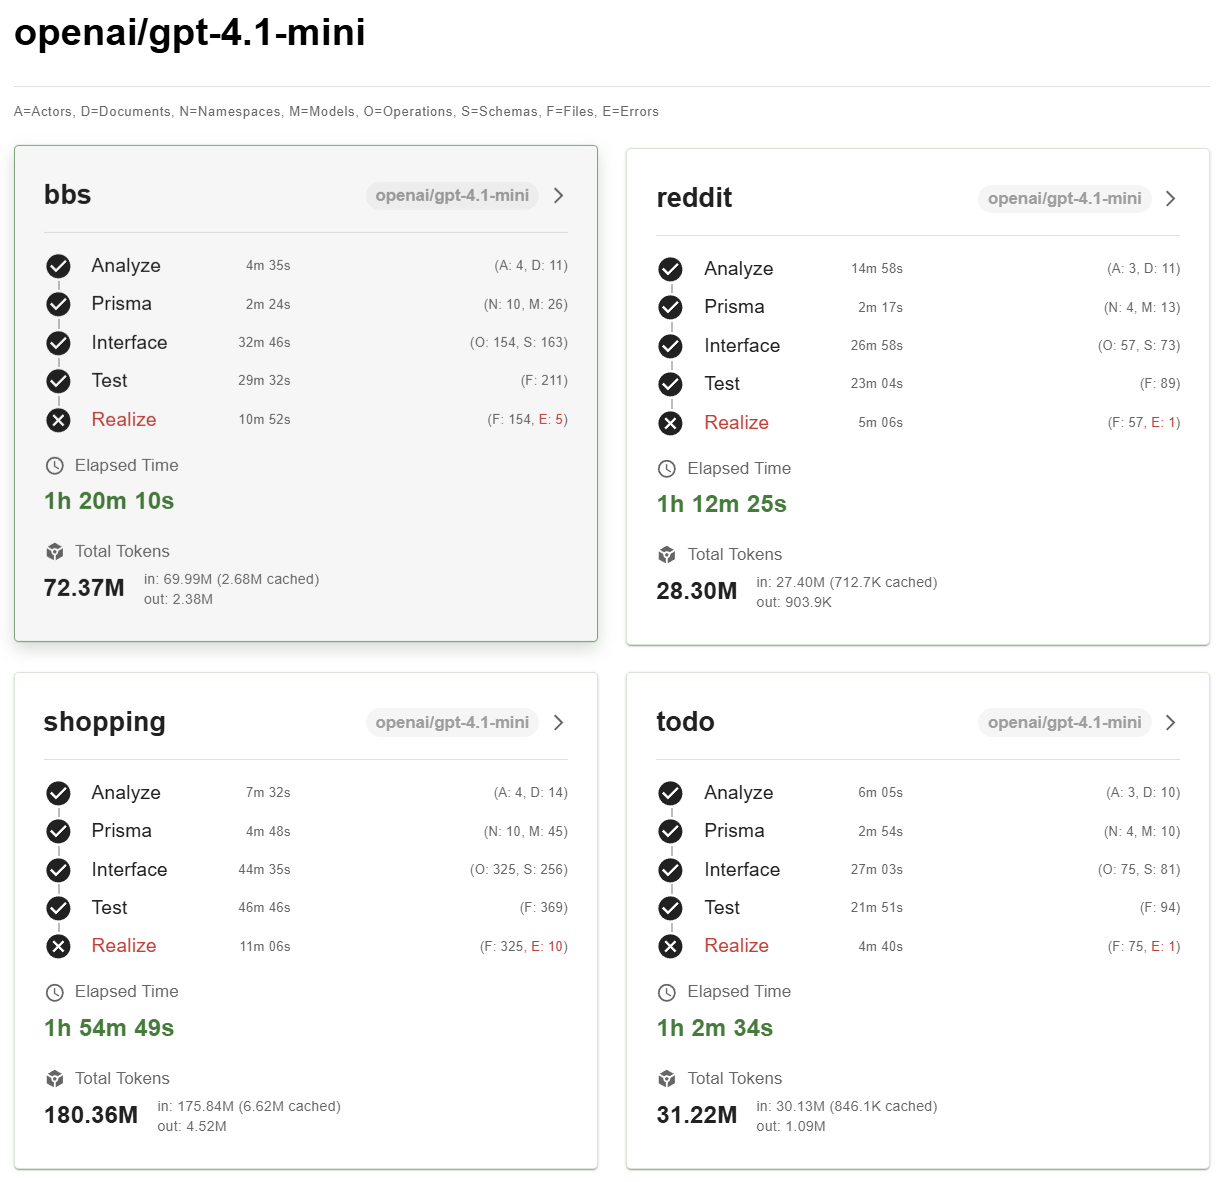 openai/gpt-4.1-mini
A=Actors, D=Documents, N=Namespaces, M=Models, O=Operations, S=Schemas, F=Files, E=Errors
bbs openai/gpt-4.1-mini
Analyze 4m 35s (A: 4, D: 11)
Prisma 2m 24s (N: 10, M: 26)
Interface 32m 46s (O: 154, S: 163)
Test 29m 32s (F: 211)
Realize 10m 52s (F: 154, E: 5)
Elapsed Time
1h 20m 10s
Total Tokens
72.37M in: 69.99M (2.68M cached)
out: 2.38M
reddit openai/gpt-4.1-mini
Analyze 14m 58s (A: 3, D: 11)
Prisma 2m 17s (N: 4, M: 13)
Interface 26m 58s (O: 57, S: 73)
Test 23m 04s (F: 89)
Realize 5m 06s (F: 57, E: 1)
Elapsed Time
1h 12m 25s
Total Tokens
28.30M in: 27.40M (712.7K cached)
out: 903.9K
shopping openai/gpt-4.1-mini
Analyze 7m 32s (A: 4, D: 14)
Prisma 4m 48s (N: 10, M: 45)
Interface 44m 35s (O: 325, S: 256)
Test 46m 46s (F: 369)
Realize 11m 06s (F: 325, E: 10)
Elapsed Time
1h 54m 49s
Total Tokens
180.36M in: 175.84M (6.62M cached)
out: 4.52M
todo openai/gpt-4.1-mini
Analyze 6m 05s (A: 3, D: 10)
Prisma 2m 54s (N: 4, M: 10)
Interface 27m 03s (O: 75, S: 81)
Test 21m 51s (F: 94)
Realize 4m 40s (F: 75, E: 1)
Elapsed Time
1h 2m 34s
Total Tokens
31.22M in: 30.13M (846.1K cached)
out: 1.09M